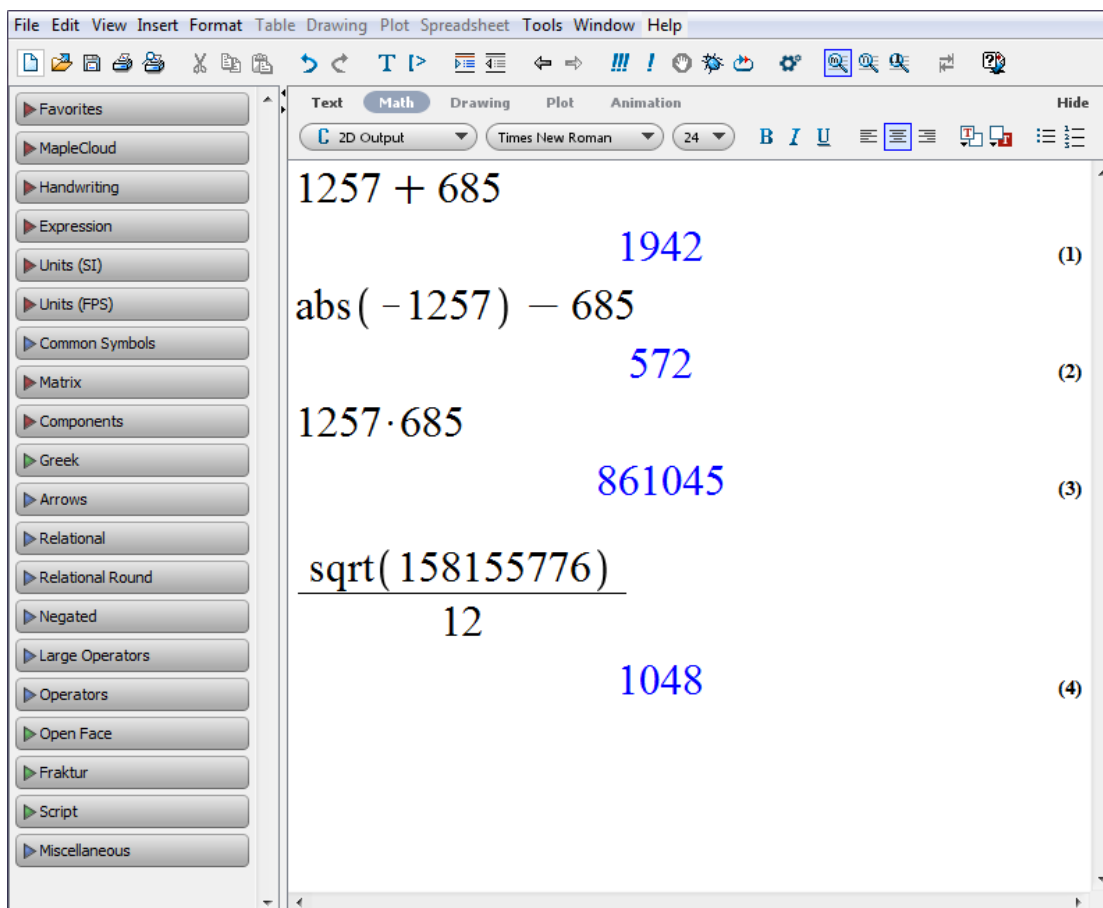 File Edit View Insert Format Table Drawing Plot Spreadsheet Tools Window Help
Text Math Drawing Plot Animation Hide
C 2D Output Times New Roman 24 B I U
Favorites
MapleCloud
Handwriting
Expression
Units (SI)
Units (FPS)
Common Symbols
Matrix
Components
Greek
Arrows
Relational
Relational Round
Negated
Large Operators
Operators
Open Face
Fraktur
Script
Miscellaneous
1257 + 685
1942 (1)
abs(-1257) - 685
572 (2)
1257·685
861045 (3)
sqrt(158155776)
12
1048 (4)